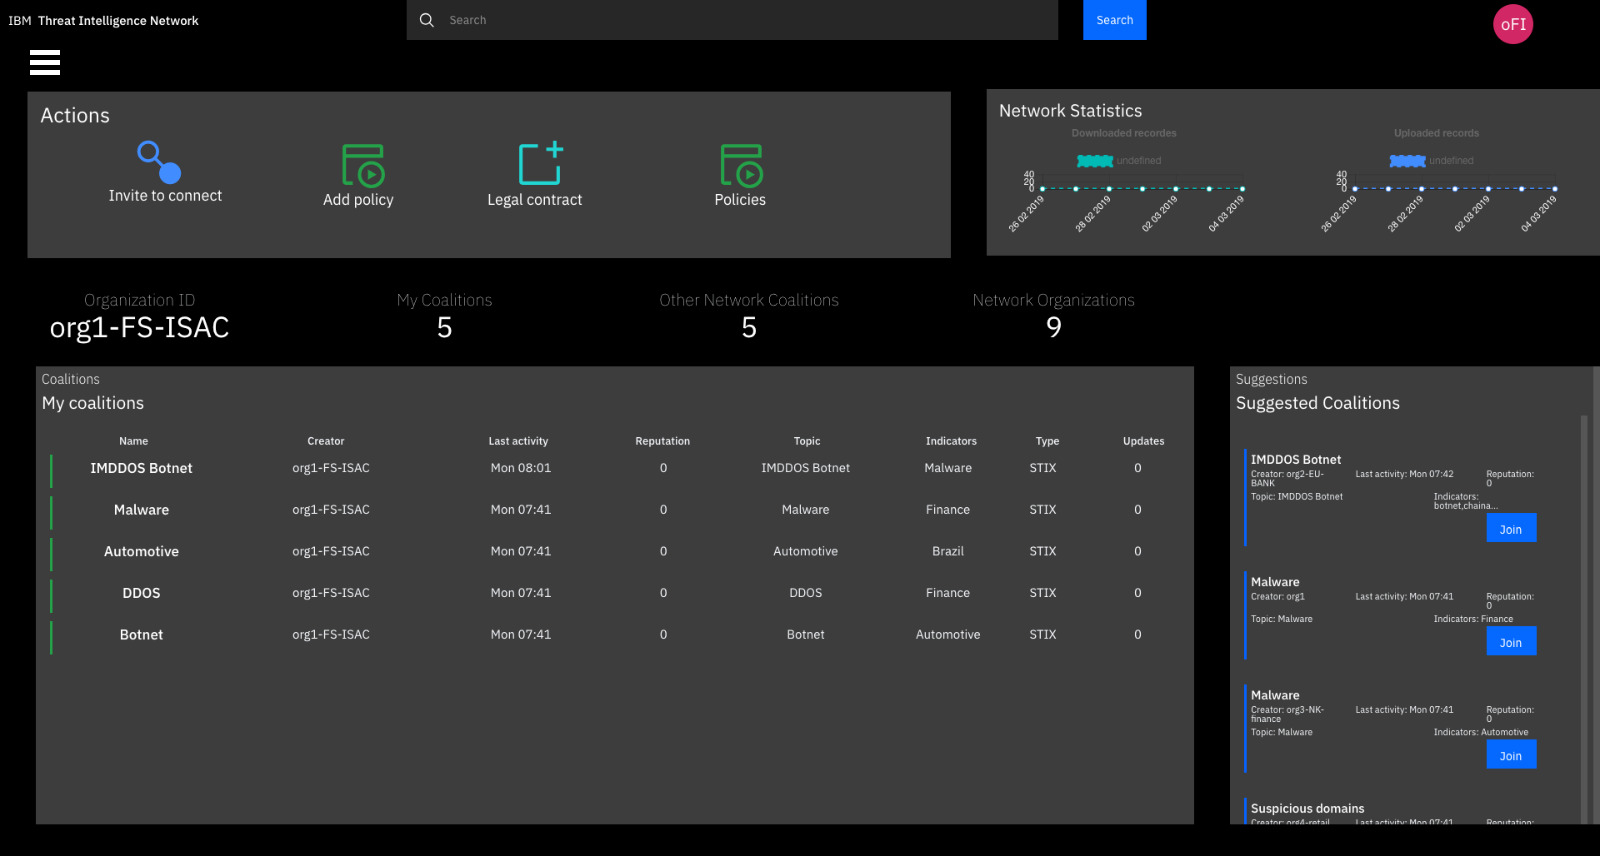 IBM Threat Intelligence Network
Search
Search
oFI
Actions
Invite to connect
Add policy
Legal contract
Policies
Network Statistics
Downloaded recordes
undefined
40
20
0
26 02 2019
28 02 2019
02 03 2019
04 03 2019
Uploaded records
undefined
40
20
0
26 02 2019
28 02 2019
02 03 2019
04 03 2019
Organization ID
org1-FS-ISAC
My Coalitions
5
Other Network Coalitions
5
Network Organizations
9
Coalitions
My coalitions
Name Creator Last activity Reputation Topic Indicators Type Updates
IMDDOS Botnet org1-FS-ISAC Mon 08:01 0 IMDDOS Botnet Malware STIX 0
Malware org1-FS-ISAC Mon 07:41 0 Malware Finance STIX 0
Automotive org1-FS-ISAC Mon 07:41 0 Automotive Brazil STIX 0
DDOS org1-FS-ISAC Mon 07:41 0 DDOS Finance STIX 0
Botnet org1-FS-ISAC Mon 07:41 0 Botnet Automotive STIX 0
Suggestions
Suggested Coalitions
IMDDOS Botnet
Creator: org2-EU- Last activity: Mon 07:42 Reputation:
BANK 0
Topic: IMDDOS Botnet Indicators:
botnet,chaina...
Join
Malware
Creator: org1 Last activity: Mon 07:41 Reputation:
0
Topic: Malware Indicators: Finance
Join
Malware
Creator: org3-NK- Last activity: Mon 07:41 Reputation:
finance 0
Topic: Malware Indicators: Automotive
Join
Suspicious domains
Creator: org4-retail Last activity: Mon 07:41 Reputation: